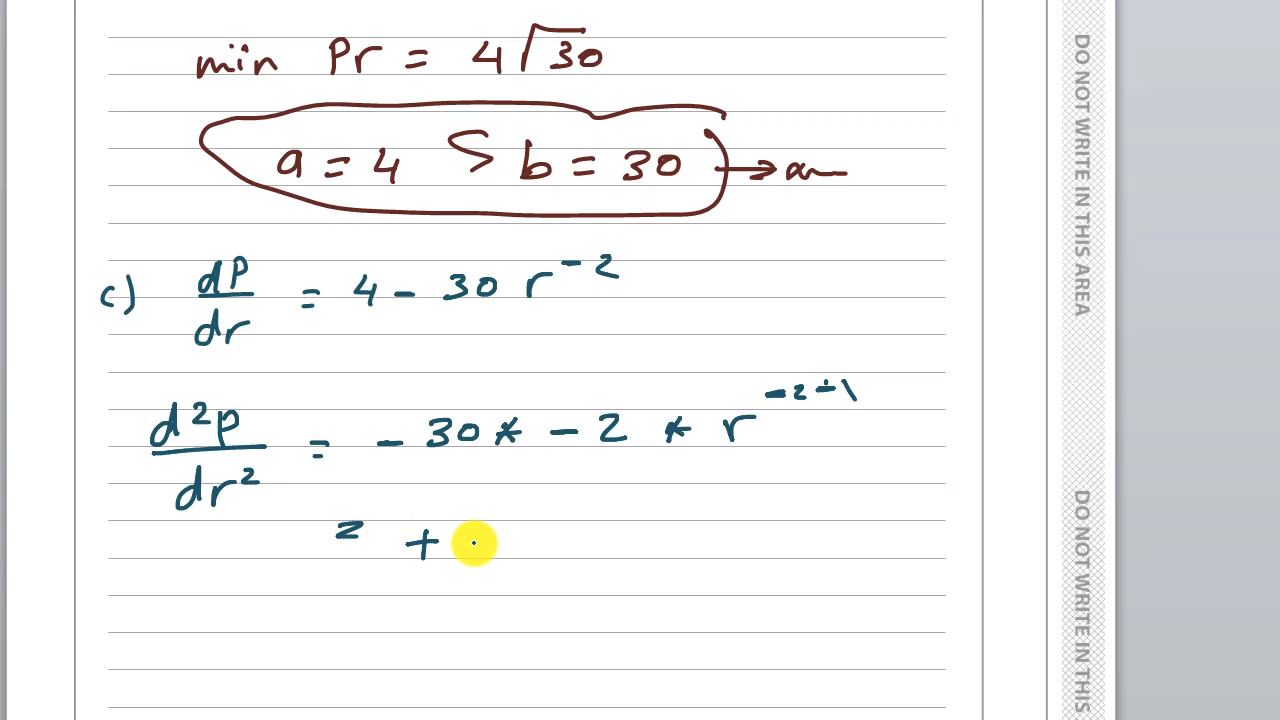 min Pr = 4√30
a = 4 > b = 30 →
c) dP/dr = 4 - 30 r^-2
d²p/dr² = - 30 * - 2 * r^-2-1
= +
DO NOT WRITE IN THIS AREA
DO NOT WRITE IN THIS